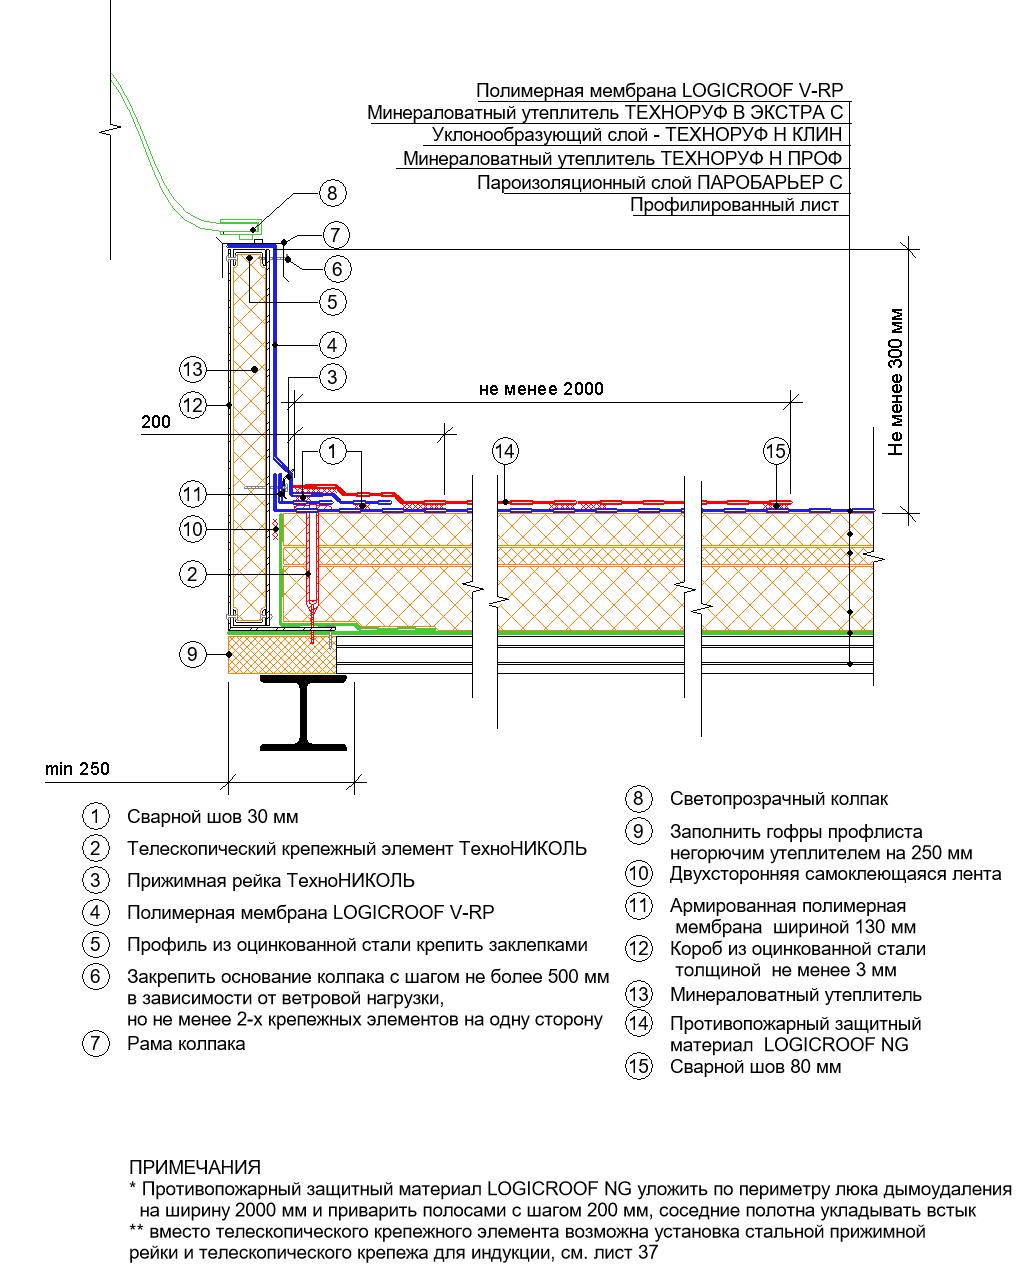 Полимерная мембрана LOGICROOF V-RP
Минераловатный утеплитель ТЕХНОРУФ В ЭКСТРА С
Уклонообразующий слой - ТЕХНОРУФ Н КЛИН
Минераловатный утеплитель ТЕХНОРУФ Н ПРОФ
Пароизоляционный слой ПАРОБАРЬЕР С
Профилированный лист
8
7
6
5
4
3
13
12
не менее 2000
Не менее 300 мм
200
1
14
15
11
10
2
9
min 250
1 Сварной шов 30 мм
2 Телескопический крепежный элемент ТехноНИКОЛЬ
3 Прижимная рейка ТехноНИКОЛЬ
4 Полимерная мембрана LOGICROOF V-RP
5 Профиль из оцинкованной стали крепить заклепками
6 Закрепить основание колпака с шагом не более 500 мм
в зависимости от ветровой нагрузки,
но не менее 2-х крепежных элементов на одну сторону
7 Рама колпака
8 Светопрозрачный колпак
9 Заполнить гофры профлиста
негорючим утеплителем на 250 мм
10 Двухсторонняя самоклеющаяся лента
11 Армированная полимерная
мембрана шириной 130 мм
12 Короб из оцинкованной стали
толщиной не менее 3 мм
13 Минераловатный утеплитель
14 Противопожарный защитный
материал LOGICROOF NG
15 Сварной шов 80 мм
ПРИМЕЧАНИЯ
* Противопожарный защитный материал LOGICROOF NG уложить по периметру люка дымоудаления
на ширину 2000 мм и приварить полосами с шагом 200 мм, соседние полотна укладывать встык
** вместо телескопического крепежного элемента возможна установка стальной прижимной
рейки и телескопического крепежа для индукции, см. лист 37